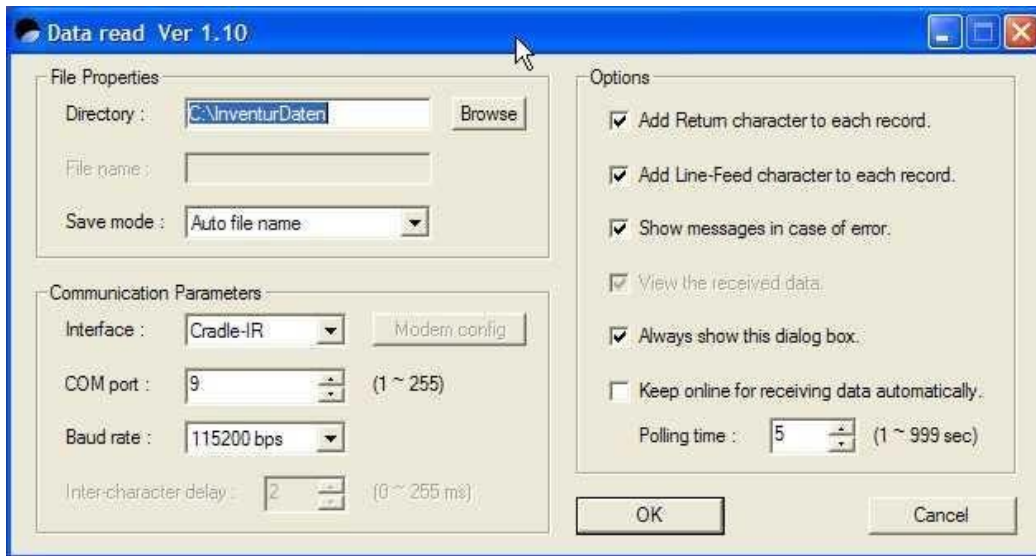 Data read Ver 1.10
File Properties
Directory : C:\InventurDaten Browse
File name :
Save mode : Auto file name
Communication Parameters
Interface : Cradle-IR Modem config
COM port : 9 (1 ~ 255)
Baud rate : 115200 bps
Inter-character delay : 2 (0 ~ 255 ms)
Options
Add Return character to each record.
Add Line-Feed character to each record.
Show messages in case of error.
View the received data.
Always show this dialog box.
Keep online for receiving data automatically.
Polling time : 5 (1 ~ 999 sec)
OK Cancel